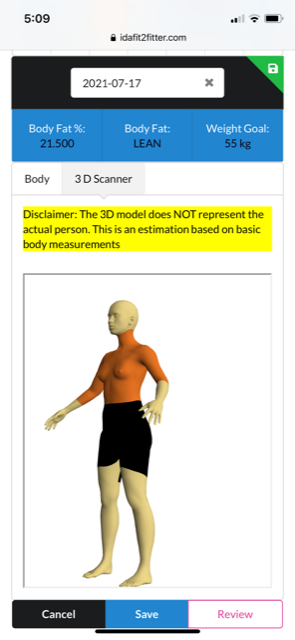 5:09
idafit2fitter.com
2021-07-17
Body Fat %:
21.500
Body Fat:
LEAN
Weight Goal:
55 kg
Body
3 D Scanner
Disclaimer: The 3D model does NOT represent the
actual person. This is an estimation based on basic
body measurements
Cancel
Save
Review